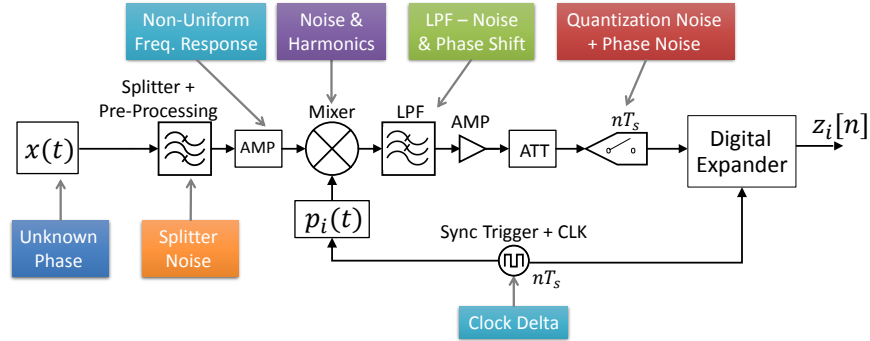 Non-Uniform
Freq. Response
Noise &
Harmonics
LPF – Noise
& Phase Shift
Quantization Noise
+ Phase Noise
Splitter +
Pre-Processing
Mixer
LPF
AMP
nT_s
x(t)
AMP
ATT
Digital
Expander
z_i[n]
p_i(t)
Unknown
Phase
Splitter
Noise
Sync Trigger + CLK
nT_s
Clock Delta